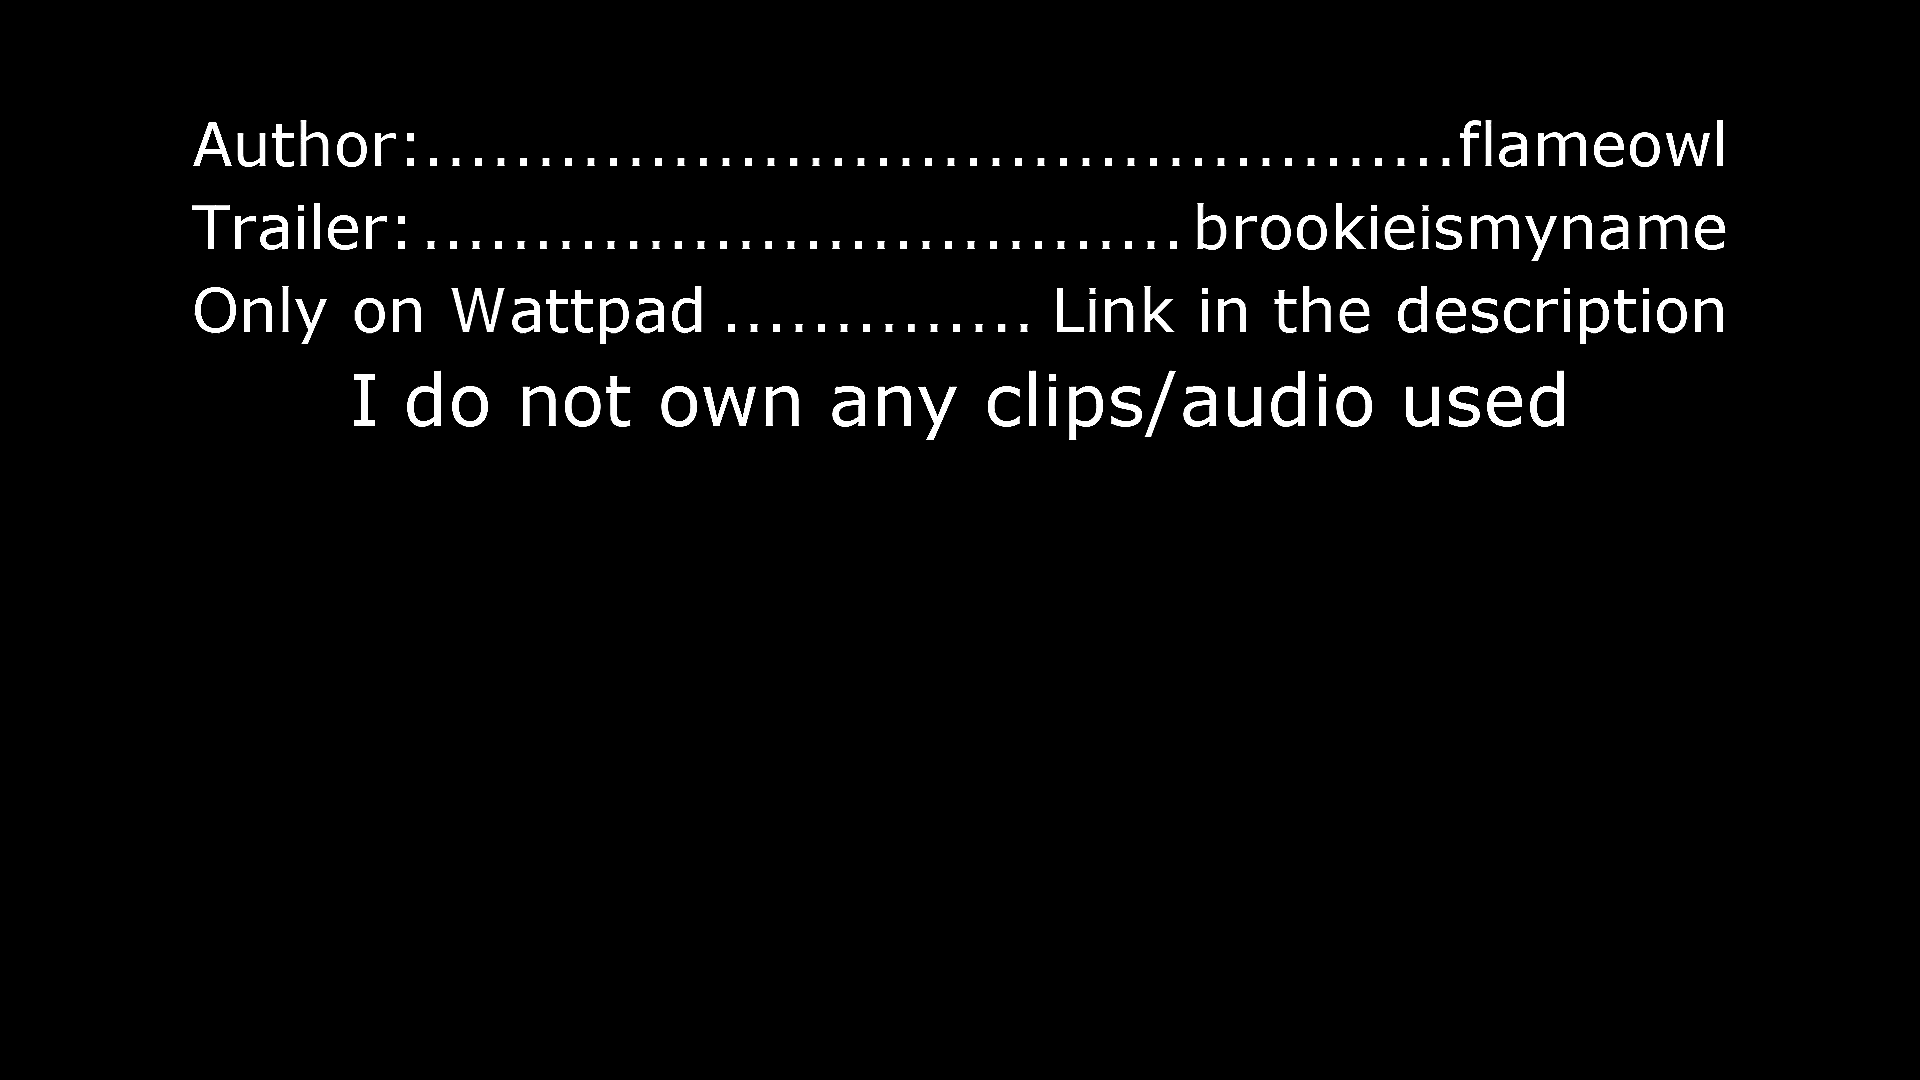 Author:..............................................flameowl
Trailer:..................................brookieismyname
Only on Wattpad .............. Link in the description
I do not own any clips/audio used